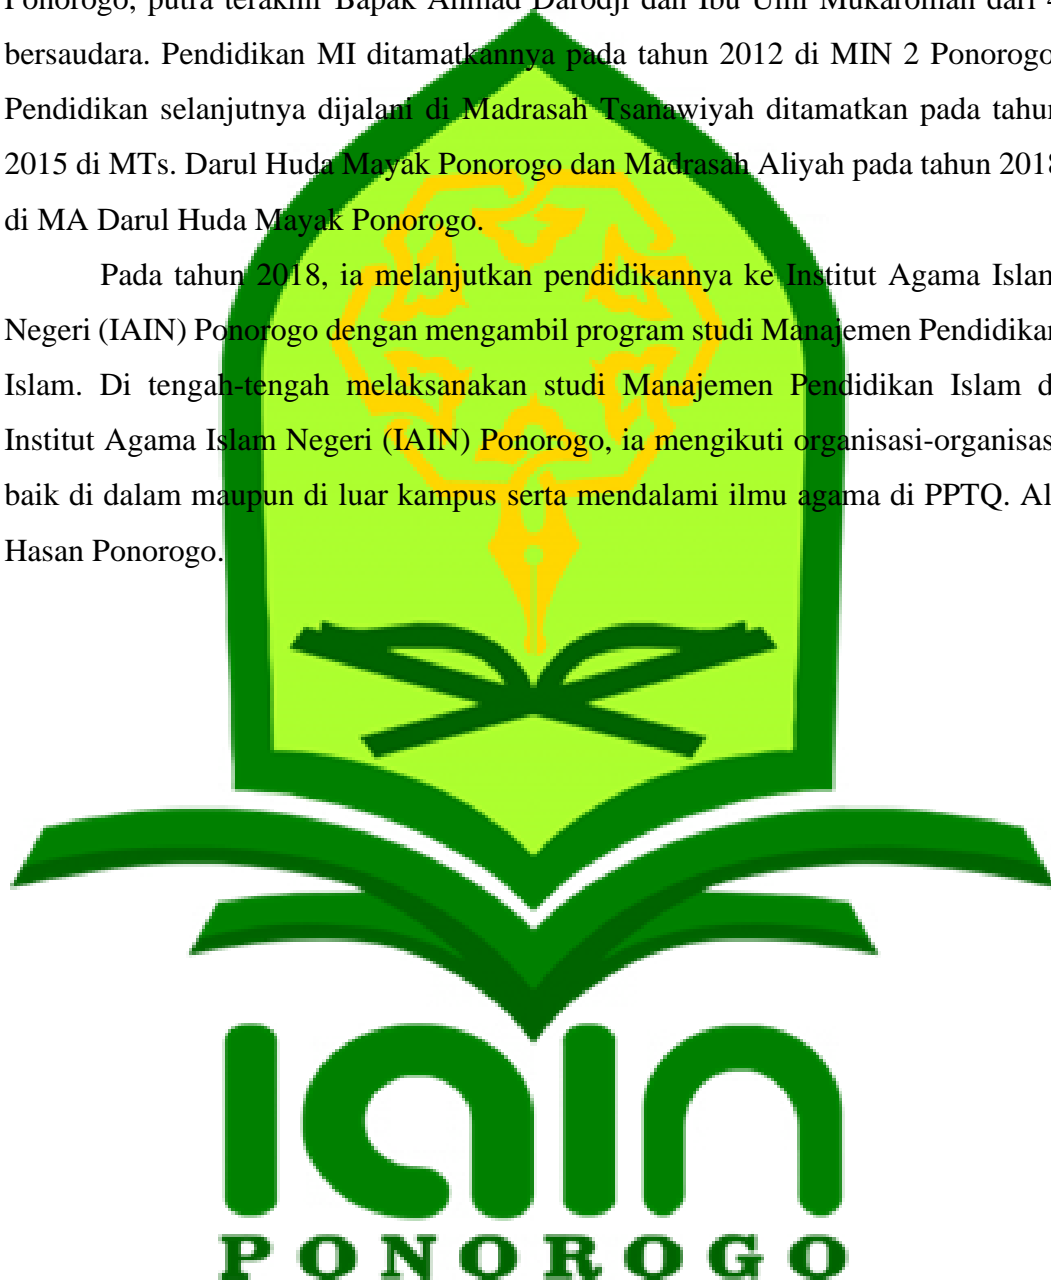 Ponorogo, putra terakhir Bapak Ahmad Darodji dan Ibu Umi Mukaromah dari 4
bersaudara. Pendidikan MI ditamatkannya pada tahun 2012 di MIN 2 Ponorogo
Pendidikan selanjutnya dijalani di Madrasah Tsanawiyah ditamatkan pada tahun
2015 di MTs. Darul Huda Mayak Ponorogo dan Madrasah Aliyah pada tahun 2018
di MA Darul Huda Mayak Ponorogo.
Pada tahun 2018, ia melanjutkan pendidikannya ke Institut Agama Islam
Negeri (IAIN) Ponorogo dengan mengambil program studi Manajemen Pendidikan
Islam. Di tengah-tengah melaksanakan studi Manajemen Pendidikan Islam d
Institut Agama Islam Negeri (IAIN) Ponorogo, ia mengikuti organisasi-organisas
baik di dalam maupun di luar kampus serta mendalami ilmu agama di PPTQ. Al
Hasan Ponorogo.
iain
PONOROGO